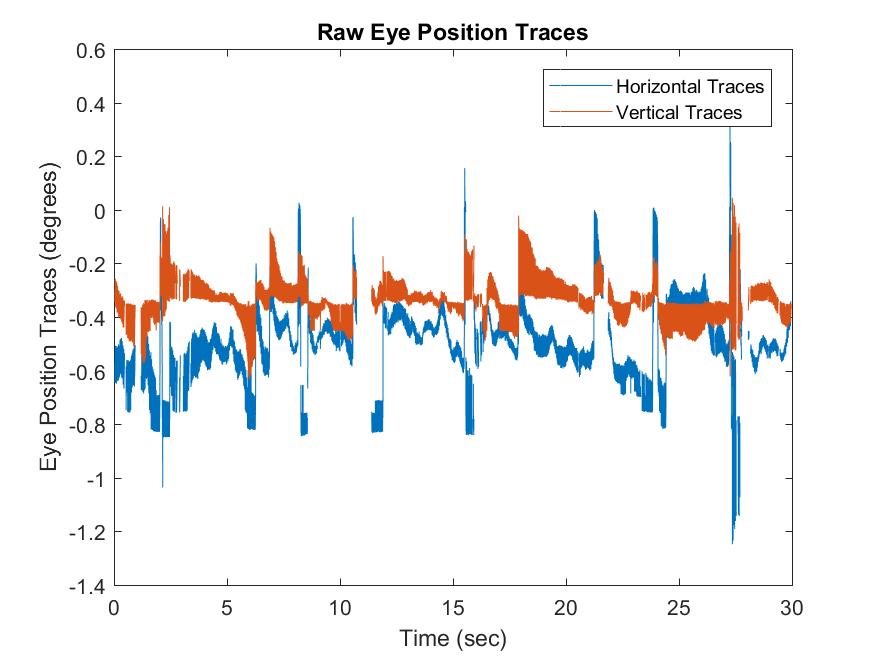 Raw Eye Position Traces
0.6
0.4
0.2
0
-0.2
-0.4
-0.6
-0.8
-1
-1.2
-1.4
Eye Position Traces (degrees)
Horizontal Traces
Vertical Traces
0 5 10 15 20 25 30
Time (sec)